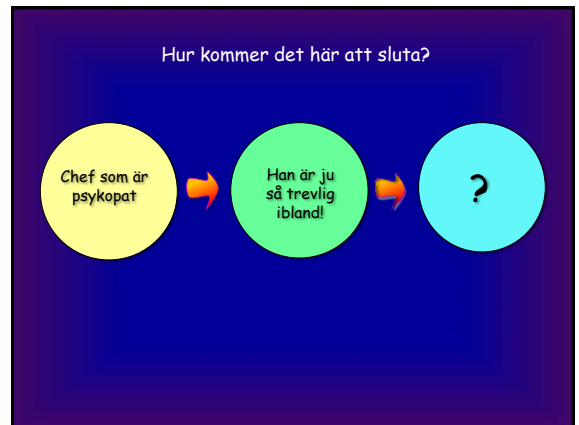 Hur kommer det här att sluta?
Chef som är
psykopat
Han är ju
så trevlig
ibland!
?